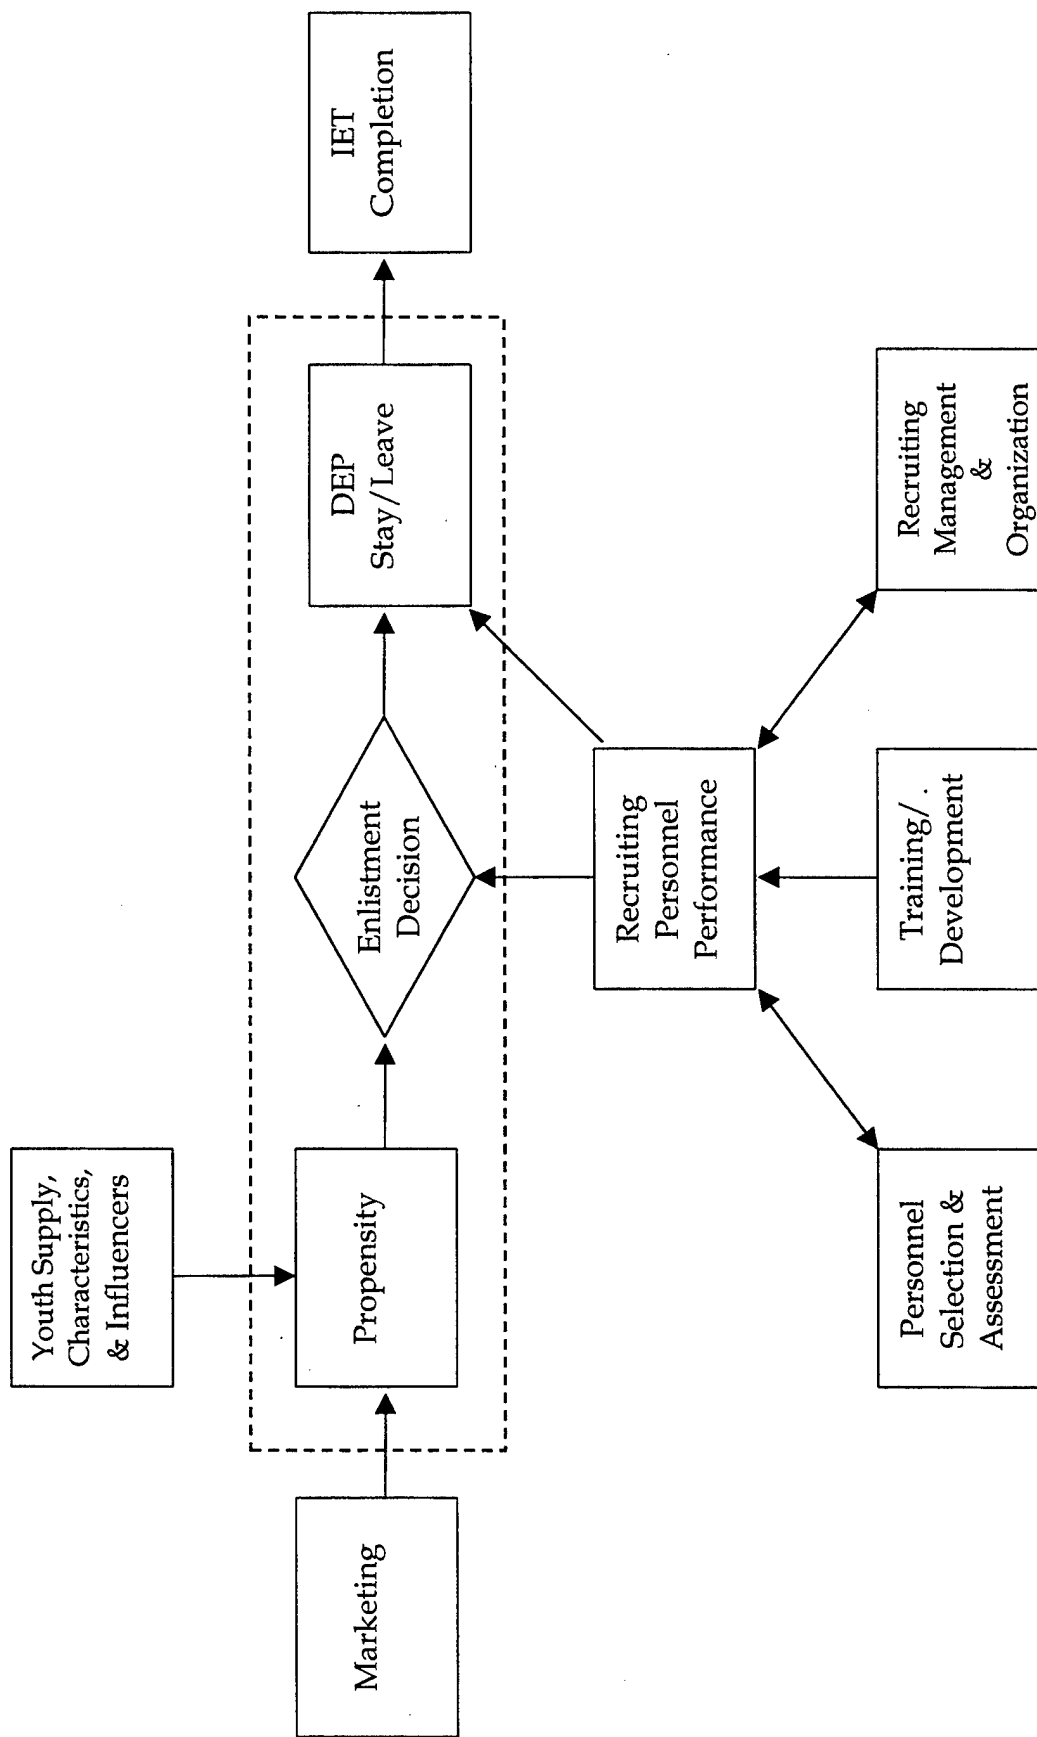 Youth Supply,
Characteristics,
& Influencers
Marketing
Propensity
Enlistment
Decision
DEP
Stay/Leave
IET
Completion
Recruiting
Personnel
Performance
Personnel
Selection &
Assessment
Training/
Development
Recruiting
Management
&
Organization